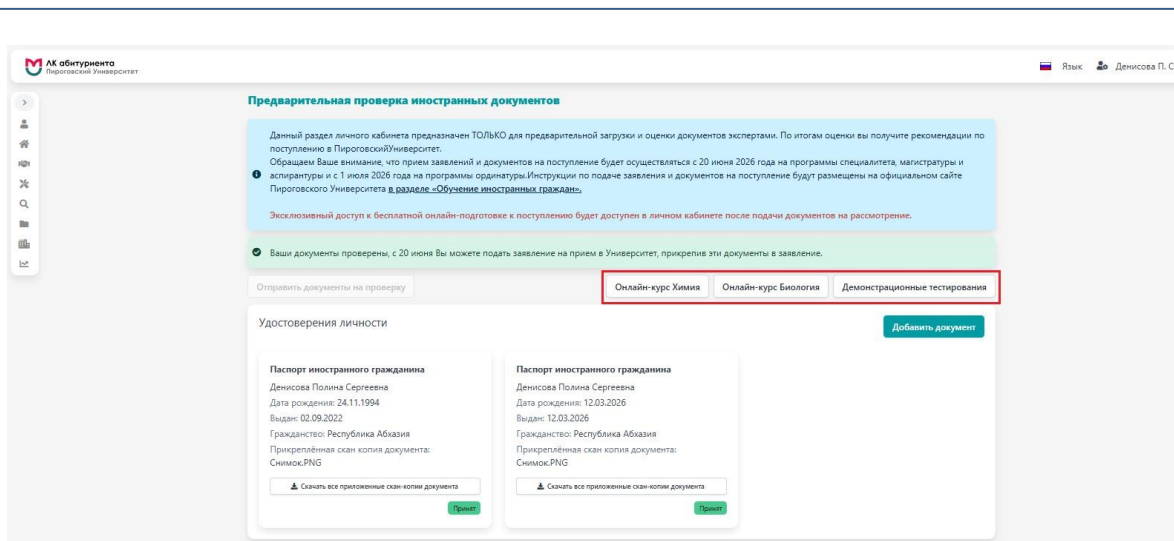 ЛК абитуриента
Пироговский Университет
Язык
Денисова П. С
Предварительная проверка иностранных документов
Данный раздел личного кабинета предназначен ТОЛЬКО для предварительной загрузки и оценки документов экспертами. По итогам оценки вы получите рекомендации по
поступлению в ПироговскийУниверситет.
Обращаем Ваше внимание, что прием заявлений и документов на поступление будет осуществляться с 20 июня 2026 года на программы специалитета, магистратуры и
аспирантуры и с 1 июля 2026 года на программы ординатуры.Инструкции по подаче заявления и документов на поступление будут размещены на официальном сайте
Пироговского Университета в разделе «Обучение иностранных граждан».
Эксклюзивный доступ к бесплатной онлайн-подготовке к поступлению будет доступен в личном кабинете после подачи документов на рассмотрение.
Ваши документы проверены, с 20 июня Вы можете подать заявление на прием в Университет, прикрепив эти документы в заявление.
Отправить документы на проверку
Онлайн-курс Химия
Онлайн-курс Биология
Демонстрационные тестирования
Удостоверения личности
Добавить документ
Паспорт иностранного гражданина
Денисова Полина Сергеевна
Дата рождения: 24.11.1994
Выдан: 02.09.2022
Гражданство: Республика Абхазия
Прикреплённая скан копия документа:
Снимок.PNG
Скачать все приложенные скан-копии документа
Принят
Паспорт иностранного гражданина
Денисова Полина Сергеевна
Дата рождения: 12.03.2026
Выдан: 12.03.2026
Гражданство: Республика Абхазия
Прикреплённая скан копия документа:
Снимок.PNG
Скачать все приложенные скан-копии документа
Принят